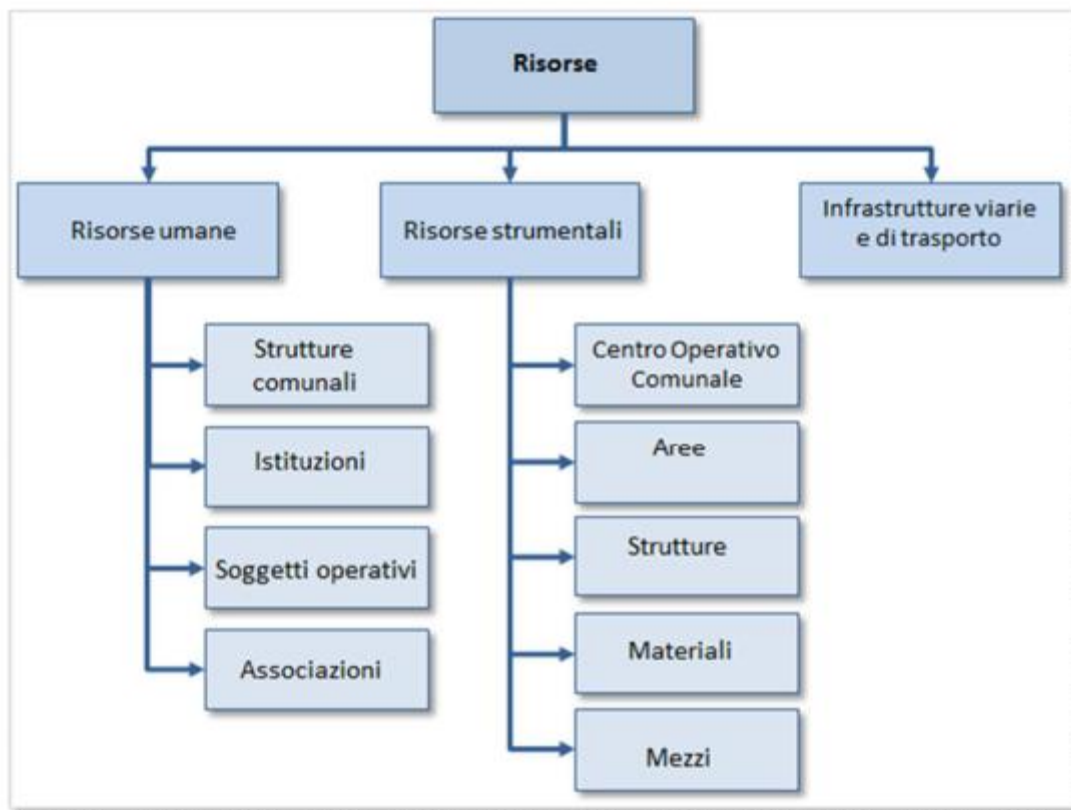 Risorse
Risorse umane
Risorse strumentali
Infrastrutture viarie
e di trasporto
Strutture
comunali
Istituzioni
Soggetti operativi
Associazioni
Centro Operativo
Comunale
Aree
Strutture
Materiali
Mezzi